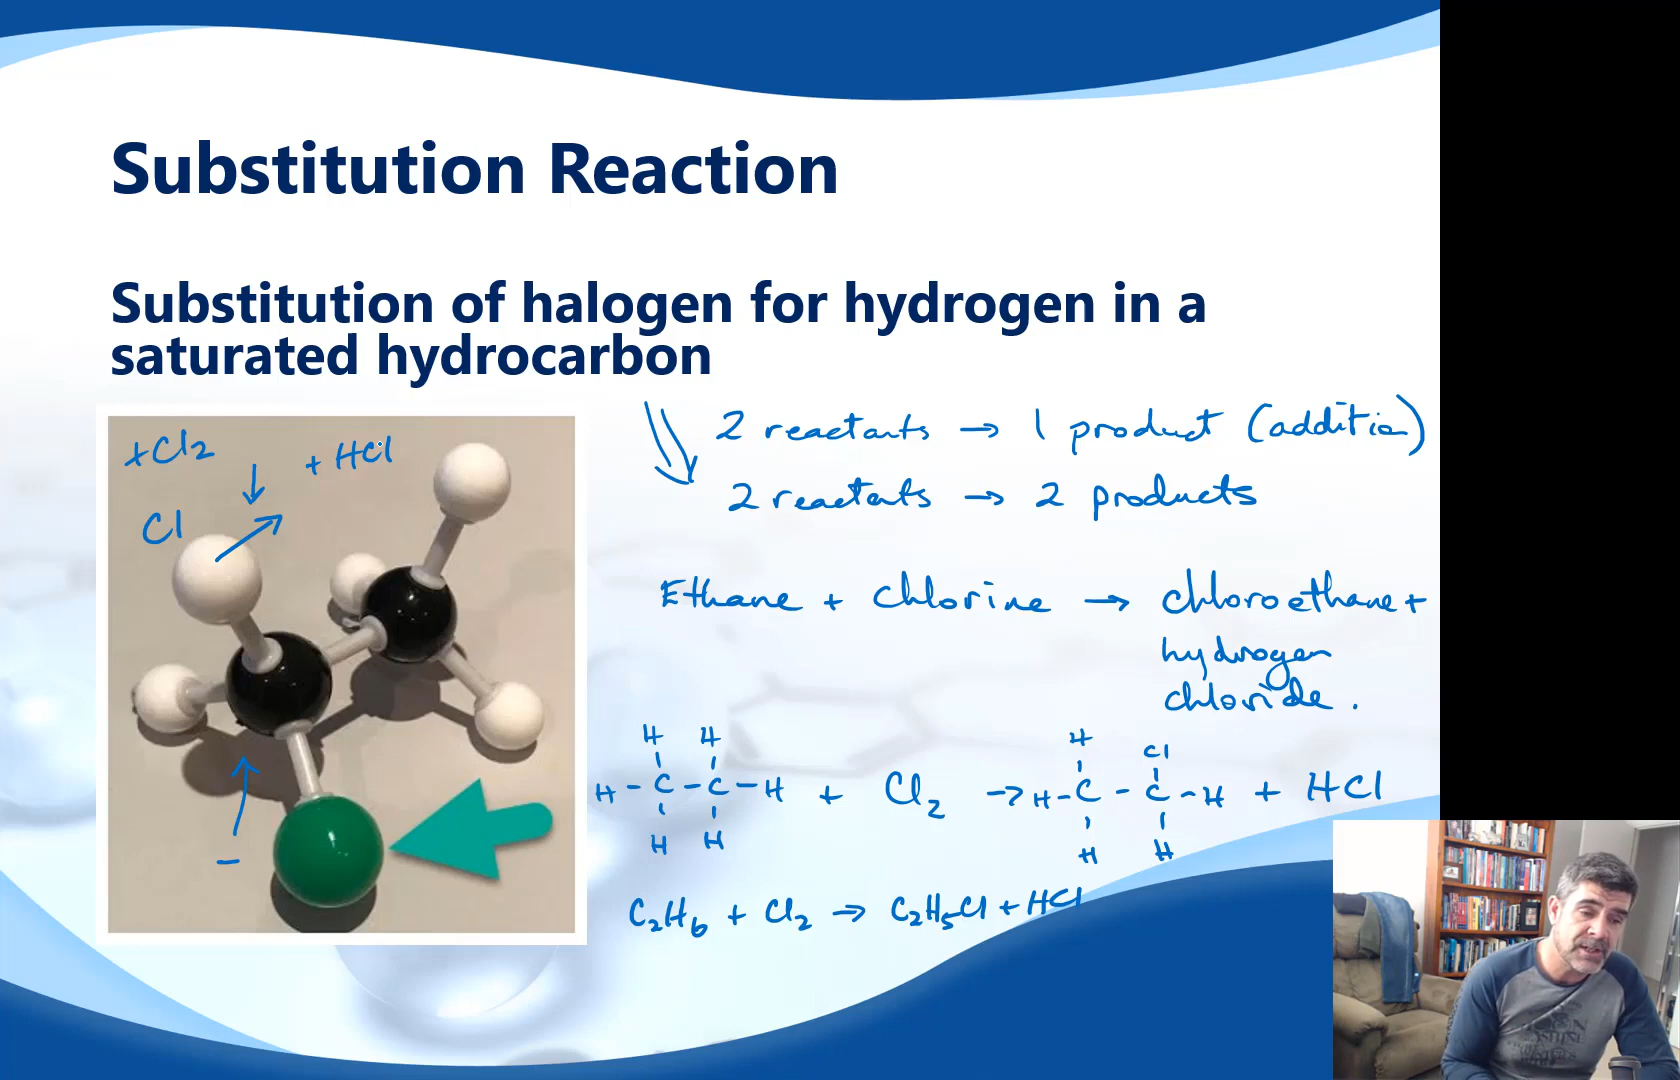 Substitution Reaction
Substitution of halogen for hydrogen in a
saturated hydrocarbon
+Cl2
+ HCl
Cl
2 reactants → 1 product (addition)
2 reactants → 2 products
Ethane + chlorine → chloroethane +
hydrogen
chloride.
H H
H - C - C - H + Cl2 → H - C - C - H + HCl
H H
H Cl
H H
C2H6 + Cl2 → C2H5Cl + HCl